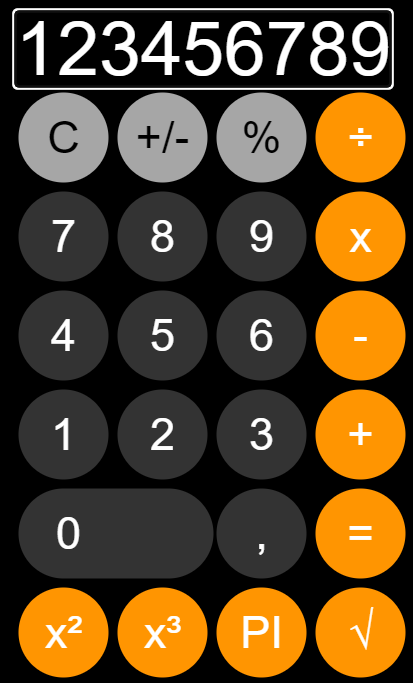 123456789
C +/- % ÷
7 8 9 x
4 5 6 -
1 2 3 +
0 , =
x² x³ PI √